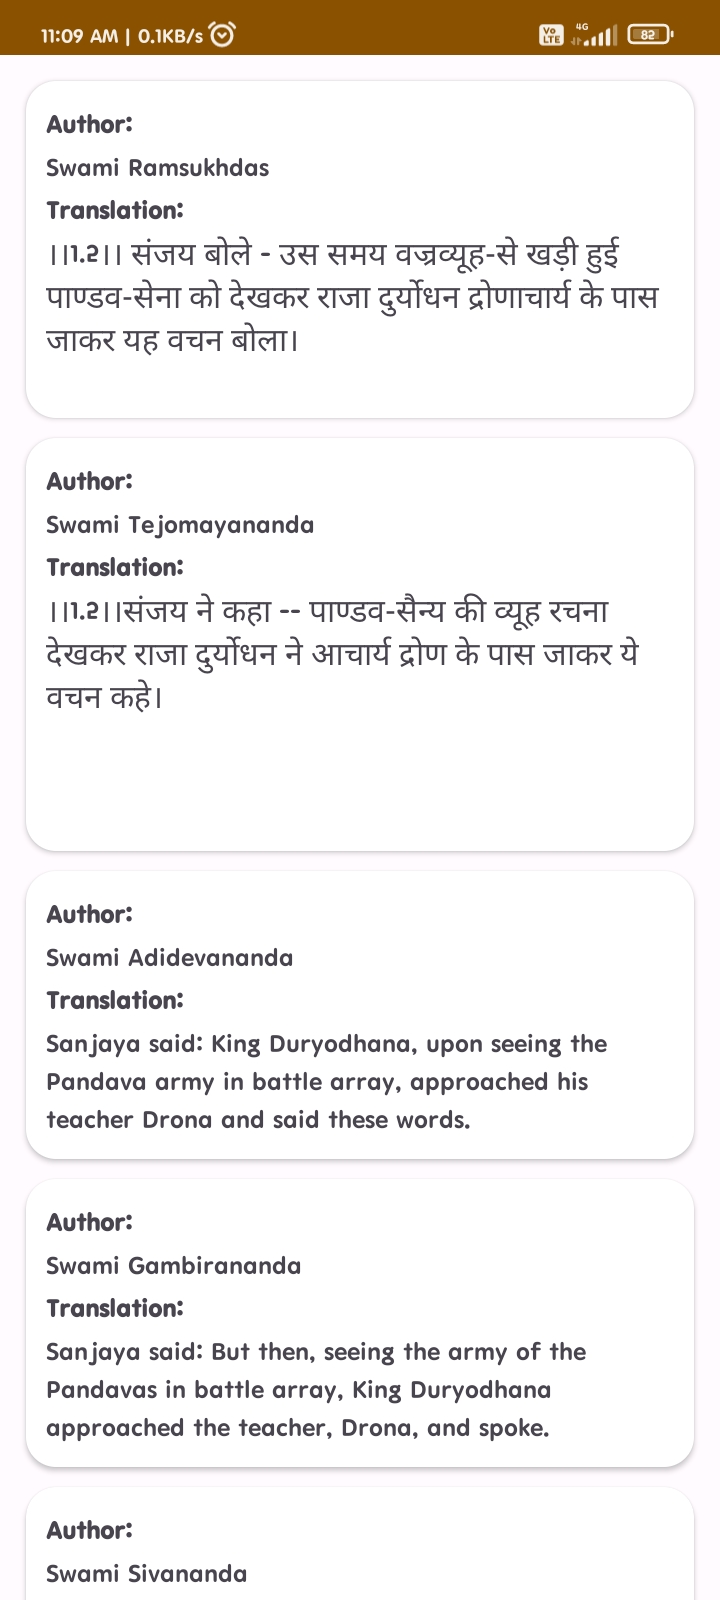 11:09 AM | 0.1KB/s
Vo LTE 4G 82
Author:
Swami Ramsukhdas
Translation:
।।1.2।। संजय बोले - उस समय वज्रव्यूह-से खड़ी हुई
पाण्डव-सेना को देखकर राजा दुर्योधन द्रोणाचार्य के पास
जाकर यह वचन बोला।
Author:
Swami Tejomayananda
Translation:
।।1.2।।संजय ने कहा -- पाण्डव-सैन्य की व्यूह रचना
देखकर राजा दुर्योधन ने आचार्य द्रोण के पास जाकर ये
वचन कहे।
Author:
Swami Adidevananda
Translation:
Sanjaya said: King Duryodhana, upon seeing the
Pandava army in battle array, approached his
teacher Drona and said these words.
Author:
Swami Gambirananda
Translation:
Sanjaya said: But then, seeing the army of the
Pandavas in battle array, King Duryodhana
approached the teacher, Drona, and spoke.
Author:
Swami Sivananda